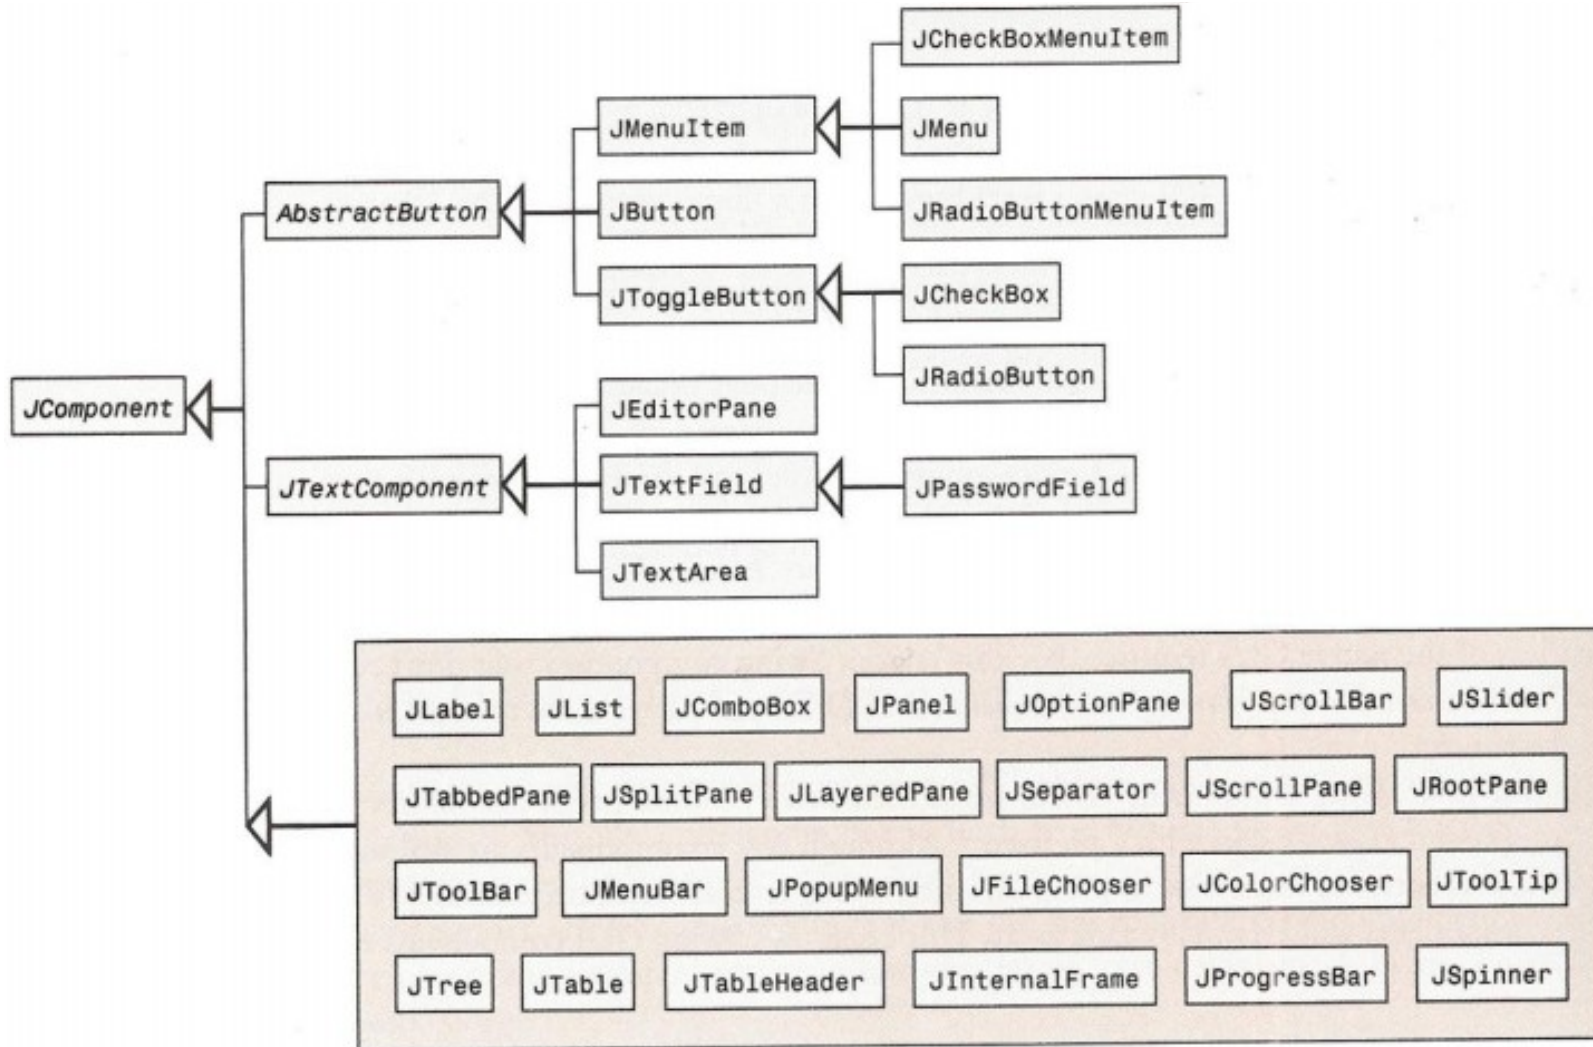 JCheckBoxMenuItem
JMenuItem
JMenu
AbstractButton
JButton
JRadioButtonMenuItem
JToggleButton
JCheckBox
JRadioButton
JComponent
JEditorPane
JTextComponent
JTextField
JPasswordField
JTextArea
JLabel JList JComboBox JPanel JOptionPane JScrollBar JSlider
JTabbedPane JSplitPane JLayeredPane JSeparator JScrollPane JRootPane
JToolBar JMenuBar JPopupMenu JFileChooser JColorChooser JToolTip
JTree JTable JTableHeader JInternalFrame JProgressBar JSpinner